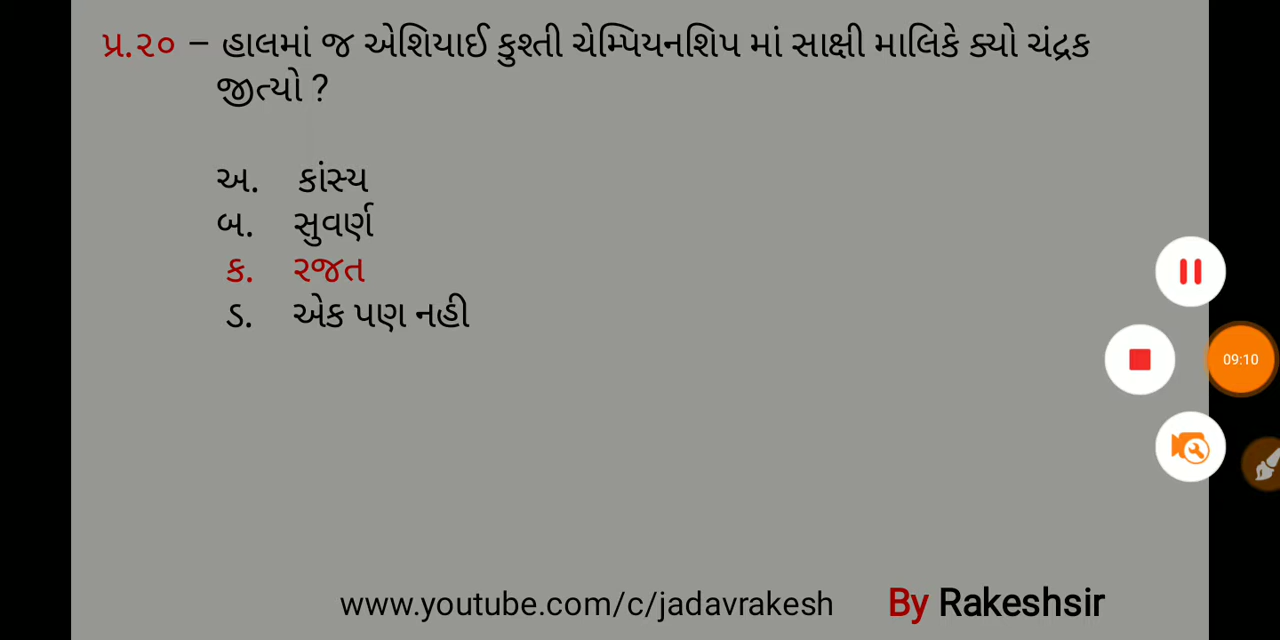 પ્ર.૨૦ – હાલમાં જ એશિયાઈ કુશ્તી ચેમ્પિયનશિપ માં સાક્ષી માલિકે ક્યો ચંદ્રક
જીત્યો ?
અ. કાંસ્ય
બ. સુવર્ણ
ક. રજત
ડ. એક પણ નહી
09:10
www.youtube.com/c/jadavrakesh By Rakeshsir